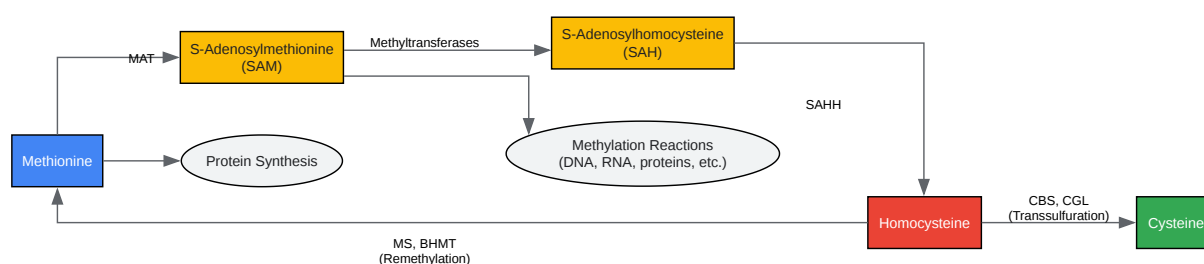 S-Adenosylmethionine
(SAM)
MAT
Methyltransferases
S-Adenosylhomocysteine
(SAH)
SAHH
Methionine
Protein Synthesis
Methylation Reactions
(DNA, RNA, proteins, etc.)
Homocysteine
CBS, CGL
(Transsulfuration)
Cysteine
MS, BHMT
(Remethylation)